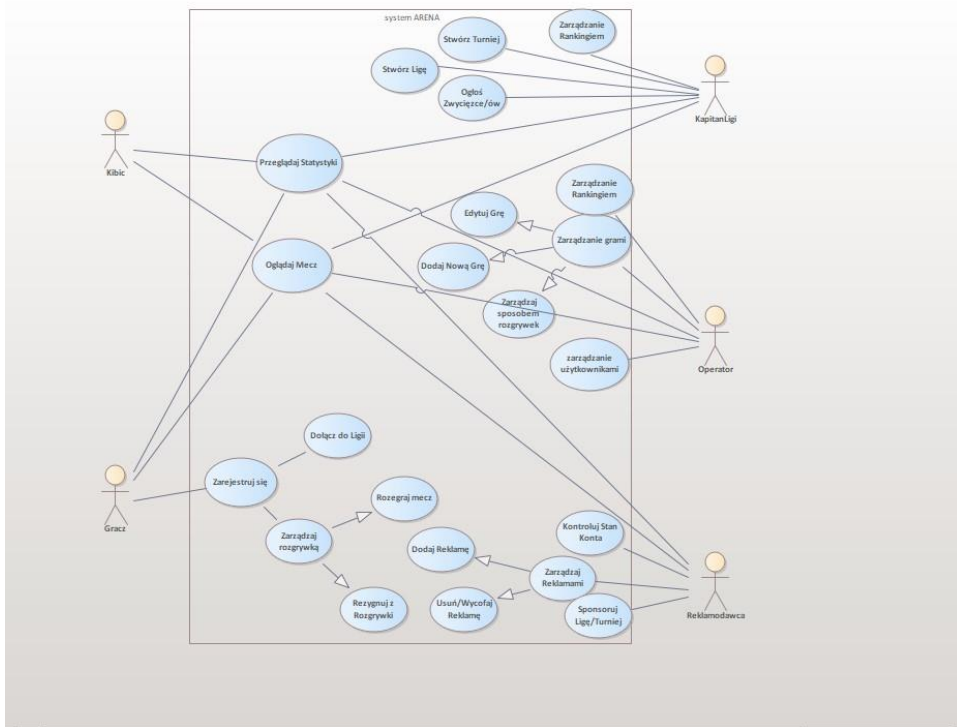 system ARENA
Zarządzanie
Rankingiem
Stwórz Turniej
Stwórz Ligę
Ogłoś
Zwycięzce/ów
KapitanLigi
Kibic
Przeglądaj Statystyki
Zarządzanie
Rankingiem
Edytuj Grę
Zarządzanie grami
Oglądaj Mecz
Dodaj Nową Grę
Zarządzaj
sposobem
rozgrywek
zarządzanie
użytkownikami
Operator
Dołącz do Ligii
Zarejestruj się
Gracz
Rozegraj mecz
Zarządzaj
rozgrywką
Kontroluj Stan
Konta
Dodaj Reklamę
Zarządzaj
Reklamami
Rezygnuj z
Rozgrywki
Usuń/Wycofaj
Reklamę
Sponsoruj
Ligę/Turniej
Reklamodawca